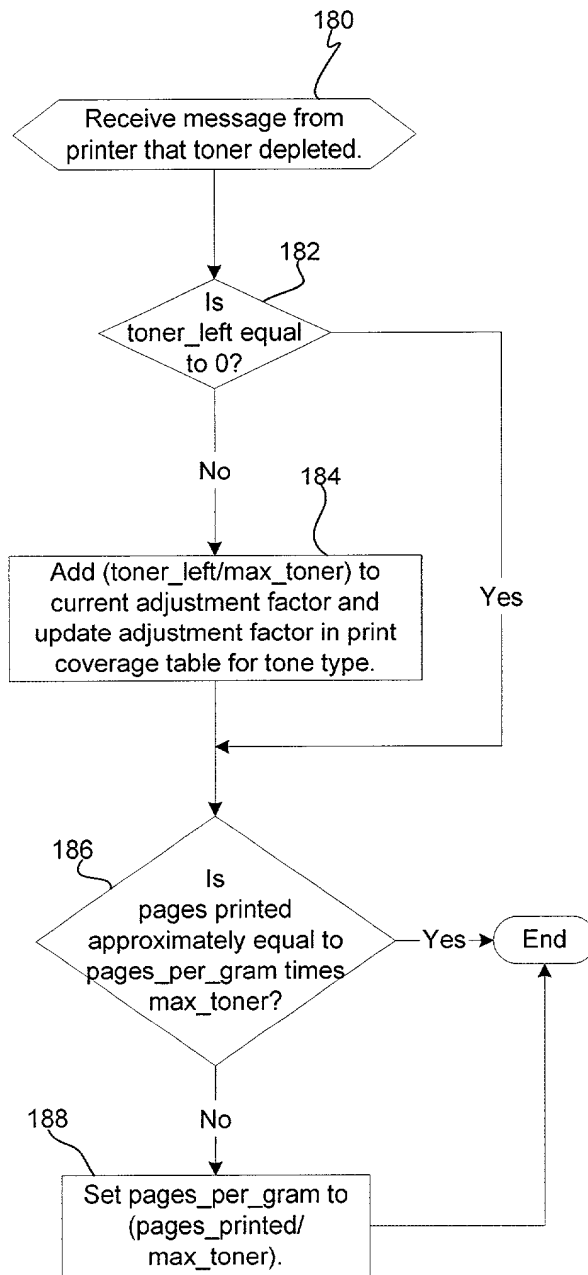 180
Receive message from
printer that toner depleted.
182
Is
toner_left equal
to 0?
No
184
Yes
Add (toner_left/max_toner) to
current adjustment factor and
update adjustment factor in print
coverage table for tone type.
186
Is
pages printed
approximately equal to
pages_per_gram times
max_toner?
Yes
End
No
188
Set pages_per_gram to
(pages_printed/
max_toner).